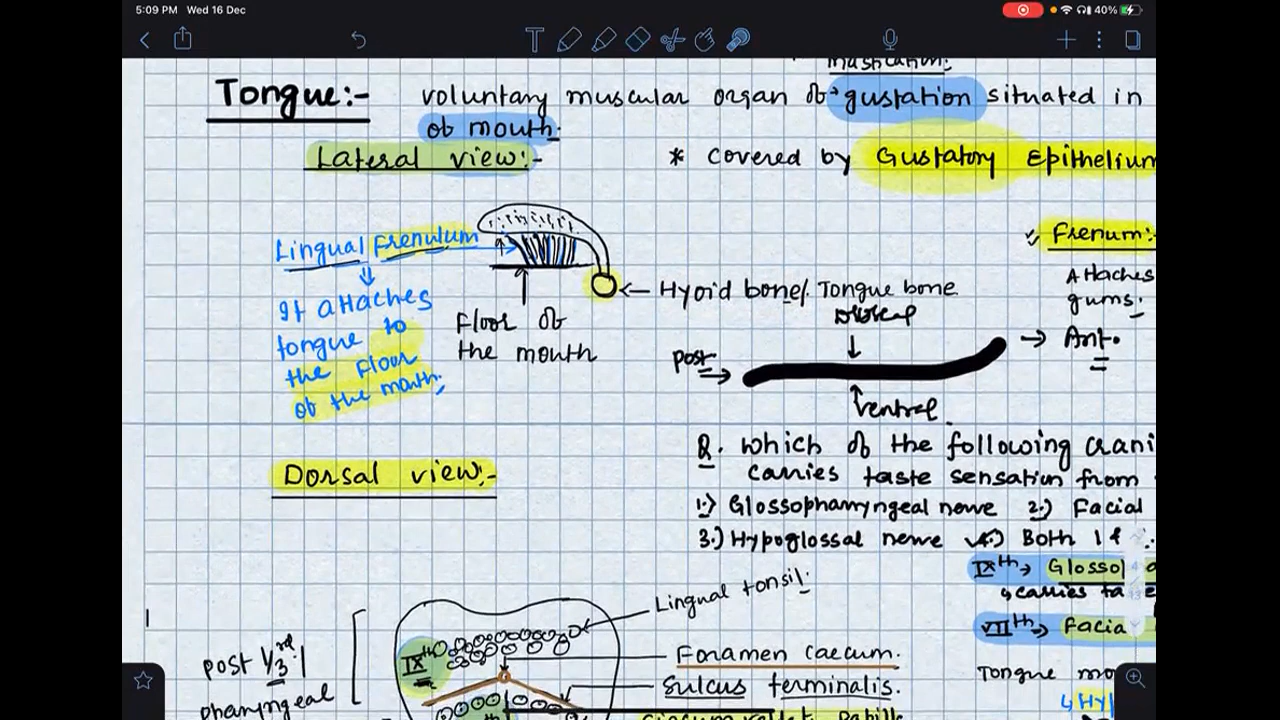 5:09 PM Wed 16 Dec
40%
mastication:
Tongue:- voluntary muscular organ of gustation situated in
of mouth.
Lateral view:-
* Covered by Gustatory Epithelium
Lingual Frenulum
It attaches
tongue to
the Floor
of the mouth.
Floor of
the mouth
Hyoid bone/. Tongue bone.
Frenum:-
Attaches
gums.
post
Ant.
ventral
Q. which of the following crani
carries taste sensation from
1.) Glossopharyngeal nerve 2.) Facial
3.) Hypoglossal nerve 4.) Both 1 &
IXth → Glosso
carries ta
VIIth → Facia
Tongue mo
Dorsal view:-
Lingual tonsil.
post 1/3rd
pharyngeal
IXth
Foramen caecum.
Sulcus terminalis.